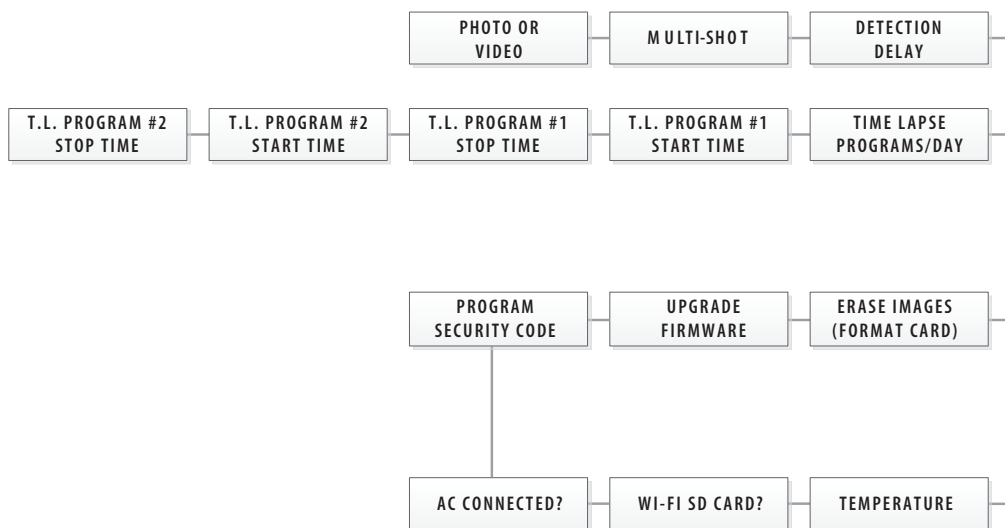 PHOTO OR
VIDEO
MULTI-SHOT
DETECTION
DELAY
T.L. PROGRAM #2
STOP TIME
T.L. PROGRAM #2
START TIME
T.L. PROGRAM #1
STOP TIME
T.L. PROGRAM #1
START TIME
TIME LAPSE
PROGRAMS/DAY
PROGRAM
SECURITY CODE
UPGRADE
FIRMWARE
ERASE IMAGES
(FORMAT CARD)
AC CONNECTED?
WI-FI SD CARD?
TEMPERATURE